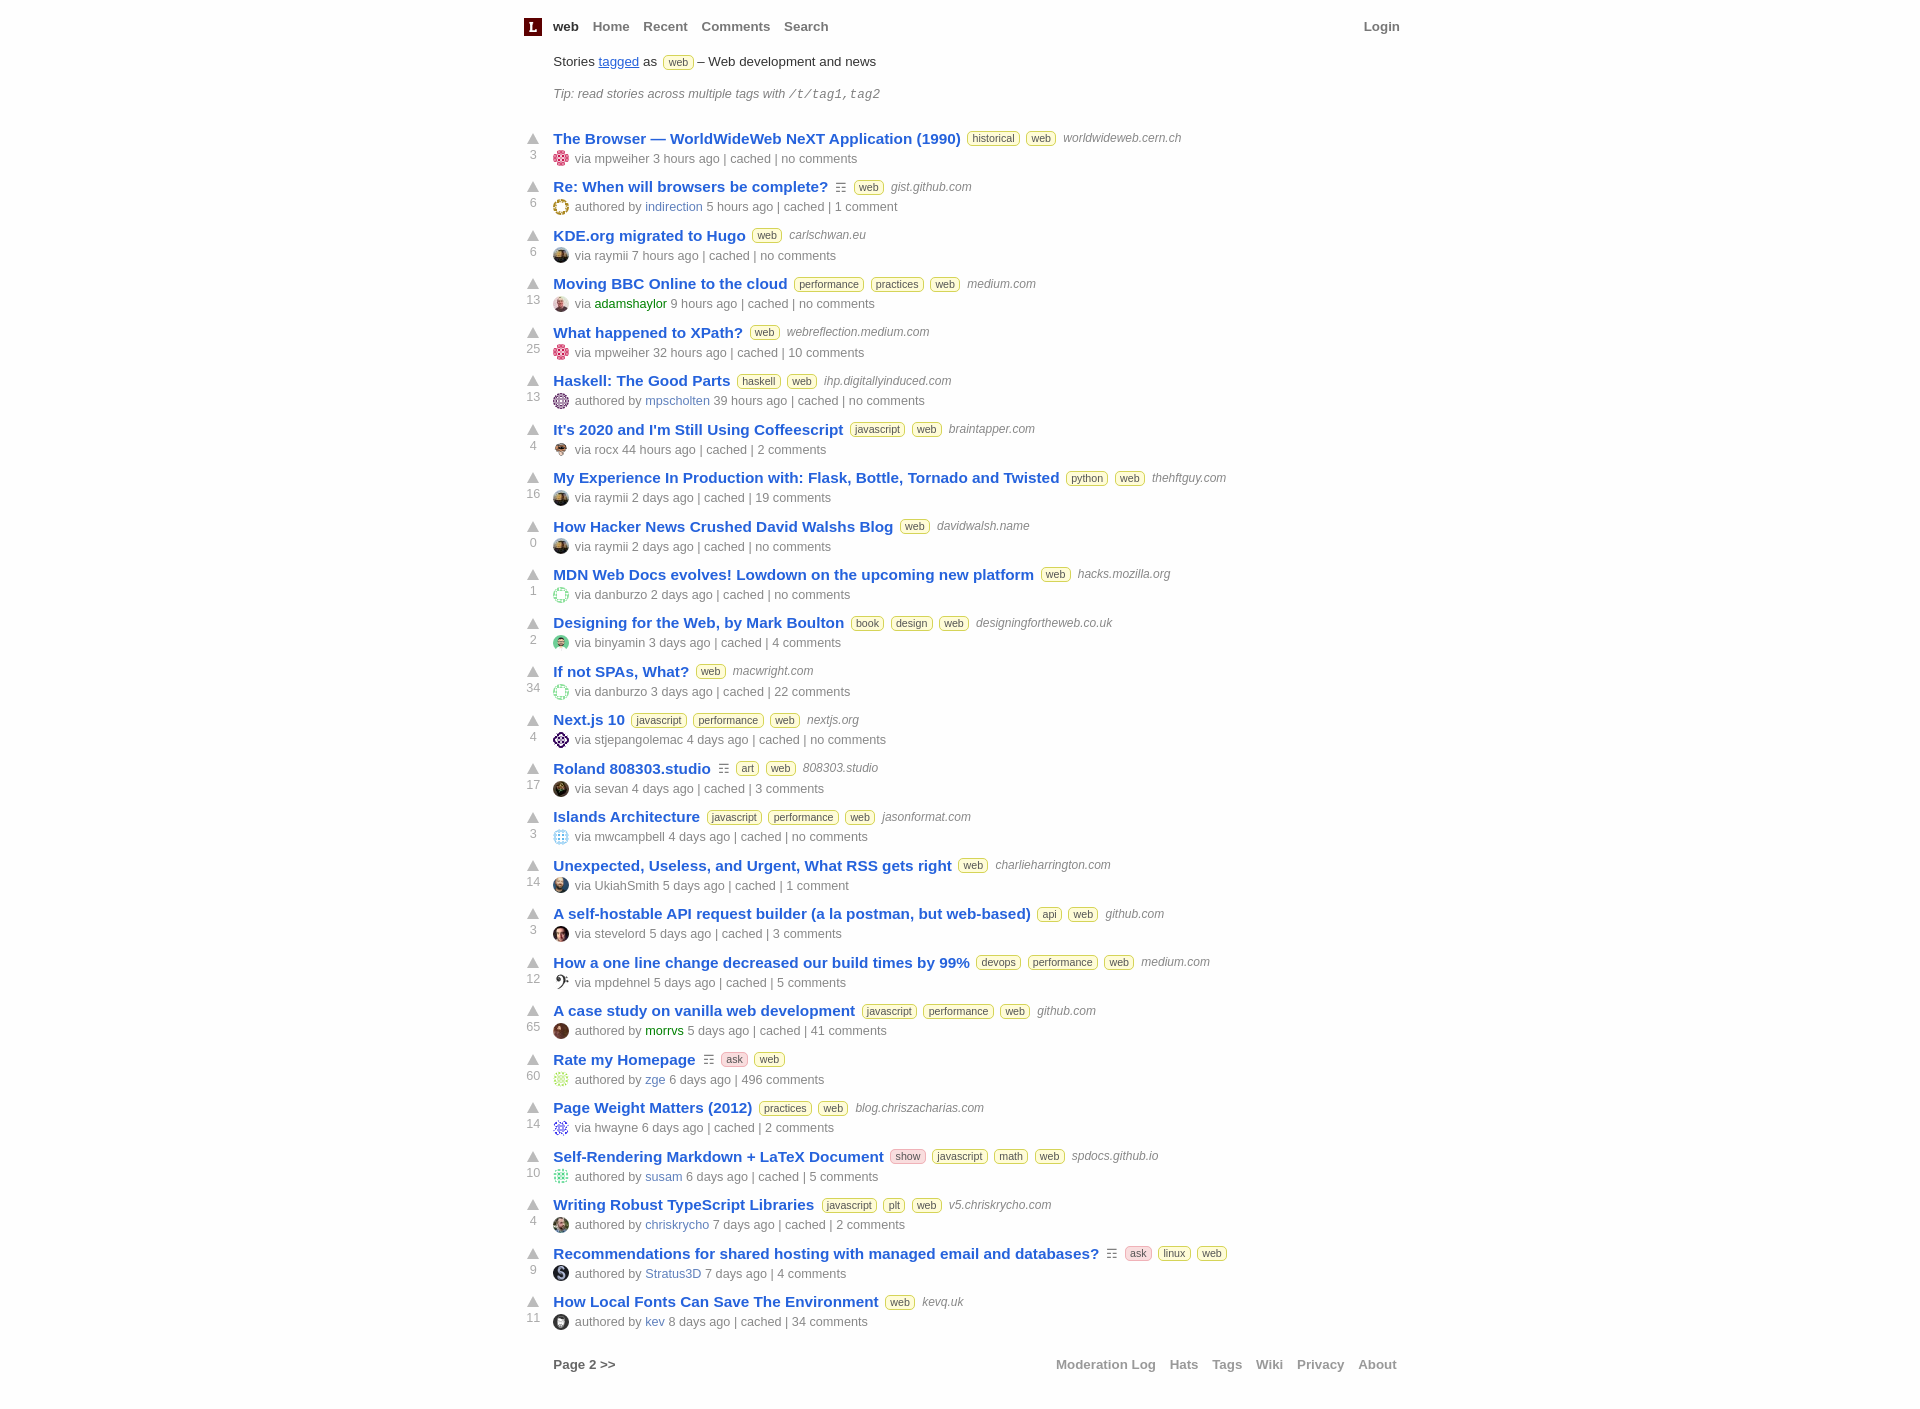 L web Home Recent Comments Search Login
Stories tagged as web – Web development and news
Tip: read stories across multiple tags with /t/tag1,tag2
The Browser — WorldWideWeb NeXT Application (1990) historical web worldwideweb.cern.ch
3 via mpweiher 3 hours ago | cached | no comments
Re: When will browsers be complete? ☶ web gist.github.com
6 authored by indirection 5 hours ago | cached | 1 comment
KDE.org migrated to Hugo web carlschwan.eu
6 via raymii 7 hours ago | cached | no comments
Moving BBC Online to the cloud performance practices web medium.com
13 via adamshaylor 9 hours ago | cached | no comments
What happened to XPath? web webreflection.medium.com
25 via mpweiher 32 hours ago | cached | 10 comments
Haskell: The Good Parts haskell web ihp.digitallyinduced.com
13 authored by mpscholten 39 hours ago | cached | no comments
It's 2020 and I'm Still Using Coffeescript javascript web braintapper.com
4 via rocx 44 hours ago | cached | 2 comments
My Experience In Production with: Flask, Bottle, Tornado and Twisted python web thehftguy.com
16 via raymii 2 days ago | cached | 19 comments
How Hacker News Crushed David Walshs Blog web davidwalsh.name
0 via raymii 2 days ago | cached | no comments
MDN Web Docs evolves! Lowdown on the upcoming new platform web hacks.mozilla.org
1 via danburzo 2 days ago | cached | no comments
Designing for the Web, by Mark Boulton book design web designingfortheweb.co.uk
2 via binyamin 3 days ago | cached | 4 comments
If not SPAs, What? web macwright.com
34 via danburzo 3 days ago | cached | 22 comments
Next.js 10 javascript performance web nextjs.org
4 via stjepangolemac 4 days ago | cached | no comments
Roland 808303.studio ☶ art web 808303.studio
17 via sevan 4 days ago | cached | 3 comments
Islands Architecture javascript performance web jasonformat.com
3 via mwcampbell 4 days ago | cached | no comments
Unexpected, Useless, and Urgent, What RSS gets right web charlieharrington.com
14 via UkiahSmith 5 days ago | cached | 1 comment
A self-hostable API request builder (a la postman, but web-based) api web github.com
3 via stevelord 5 days ago | cached | 3 comments
How a one line change decreased our build times by 99% devops performance web medium.com
12 via mpdehnel 5 days ago | cached | 5 comments
A case study on vanilla web development javascript performance web github.com
65 authored by morrvs 5 days ago | cached | 41 comments
Rate my Homepage ☶ ask web
60 authored by zge 6 days ago | 496 comments
Page Weight Matters (2012) practices web blog.chriszacharias.com
14 via hwayne 6 days ago | cached | 2 comments
Self-Rendering Markdown + LaTeX Document show javascript math web spdocs.github.io
10 authored by susam 6 days ago | cached | 5 comments
Writing Robust TypeScript Libraries javascript plt web v5.chriskrycho.com
4 authored by chriskrycho 7 days ago | cached | 2 comments
Recommendations for shared hosting with managed email and databases? ☶ ask linux web
9 authored by Stratus3D 7 days ago | 4 comments
How Local Fonts Can Save The Environment web kevq.uk
11 authored by kev 8 days ago | cached | 34 comments
Page 2 >> Moderation Log Hats Tags Wiki Privacy About